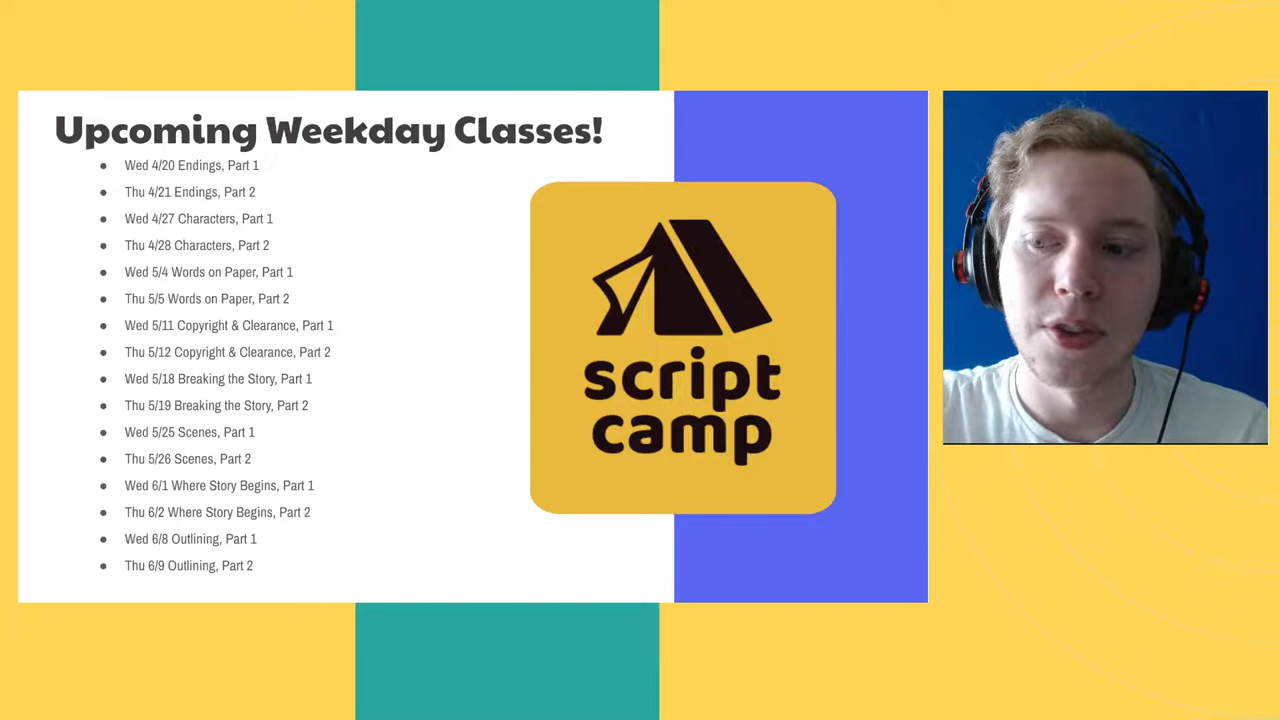 Upcoming Weekday Classes!
Wed 4/20 Endings, Part 1
Thu 4/21 Endings, Part 2
Wed 4/27 Characters, Part 1
Thu 4/28 Characters, Part 2
Wed 5/4 Words on Paper, Part 1
Thu 5/5 Words on Paper, Part 2
Wed 5/11 Copyright & Clearance, Part 1
Thu 5/12 Copyright & Clearance, Part 2
Wed 5/18 Breaking the Story, Part 1
Thu 5/19 Breaking the Story, Part 2
Wed 5/25 Scenes, Part 1
Thu 5/26 Scenes, Part 2
Wed 6/1 Where Story Begins, Part 1
Thu 6/2 Where Story Begins, Part 2
Wed 6/8 Outlining, Part 1
Thu 6/9 Outlining, Part 2
script
camp